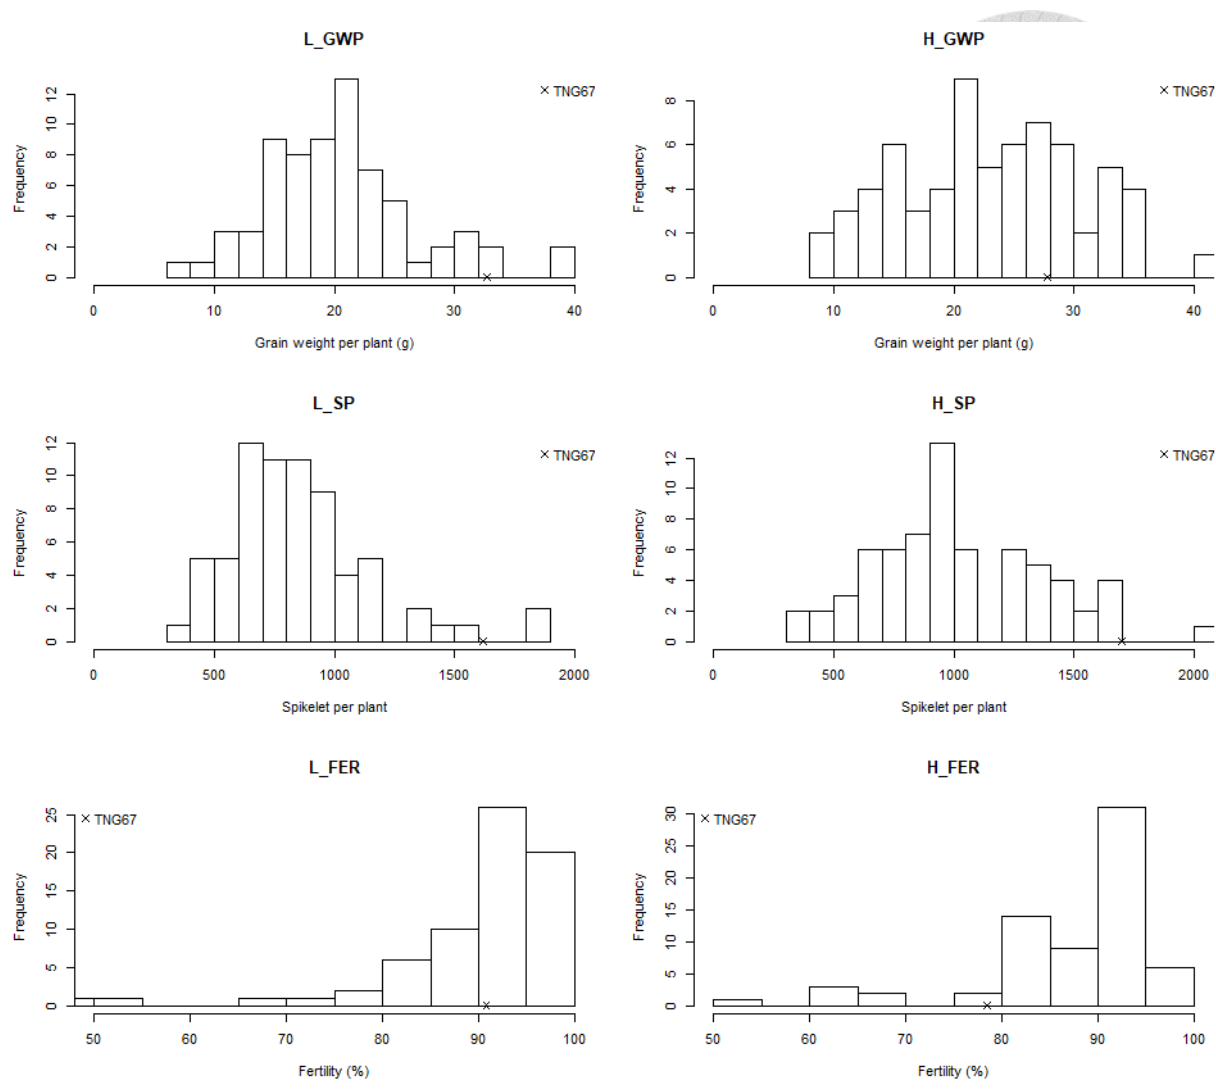 L_GWP
H_GWP
× TNG67
× TNG67
Frequency
0 2 4 6 8 10 12
Frequency
0 2 4 6 8
0 10 20 30 40
0 10 20 30 40
Grain weight per plant (g)
Grain weight per plant (g)
L_SP
H_SP
× TNG67
× TNG67
Frequency
0 2 4 6 8 10 12
Frequency
0 2 4 6 8 10 12
0 500 1000 1500 2000
0 500 1000 1500 2000
Spikelet per plant
Spikelet per plant
L_FER
H_FER
× TNG67
× TNG67
Frequency
0 5 10 15 20 25
Frequency
0 5 10 15 20 25 30
50 60 70 80 90 100
50 60 70 80 90 100
Fertility (%)
Fertility (%)